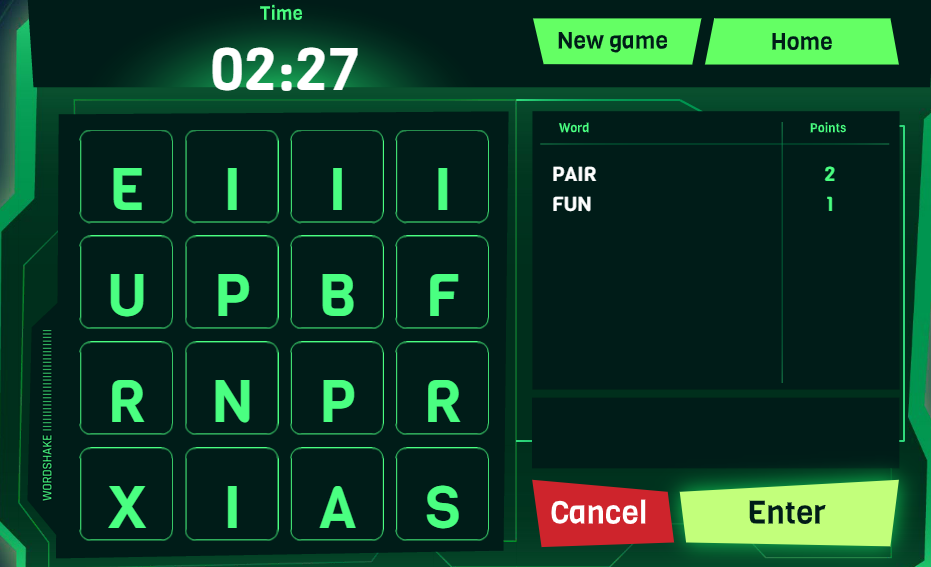 Time
02:27
New game
Home
E I I I
U P B F
R N P R
X I A S
WORDSHAKE
Word Points
PAIR 2
FUN 1
Cancel
Enter